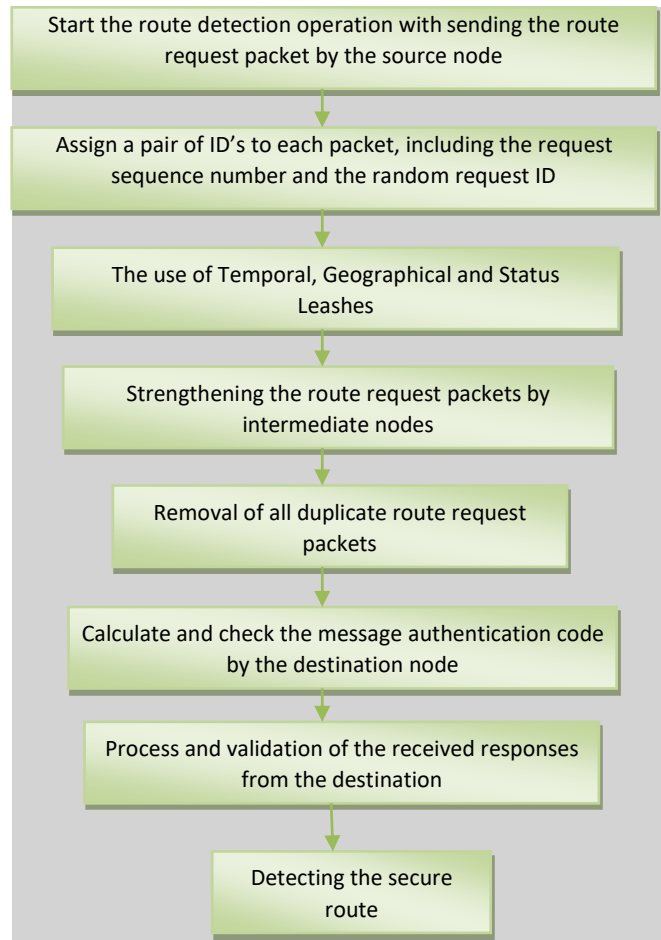 Start the route detection operation with sending the route
request packet by the source node
Assign a pair of ID’s to each packet, including the request
sequence number and the random request ID
The use of Temporal, Geographical and Status
Leashes
Strengthening the route request packets by
intermediate nodes
Removal of all duplicate route request
packets
Calculate and check the message authentication code
by the destination node
Process and validation of the received responses
from the destination
Detecting the secure
route